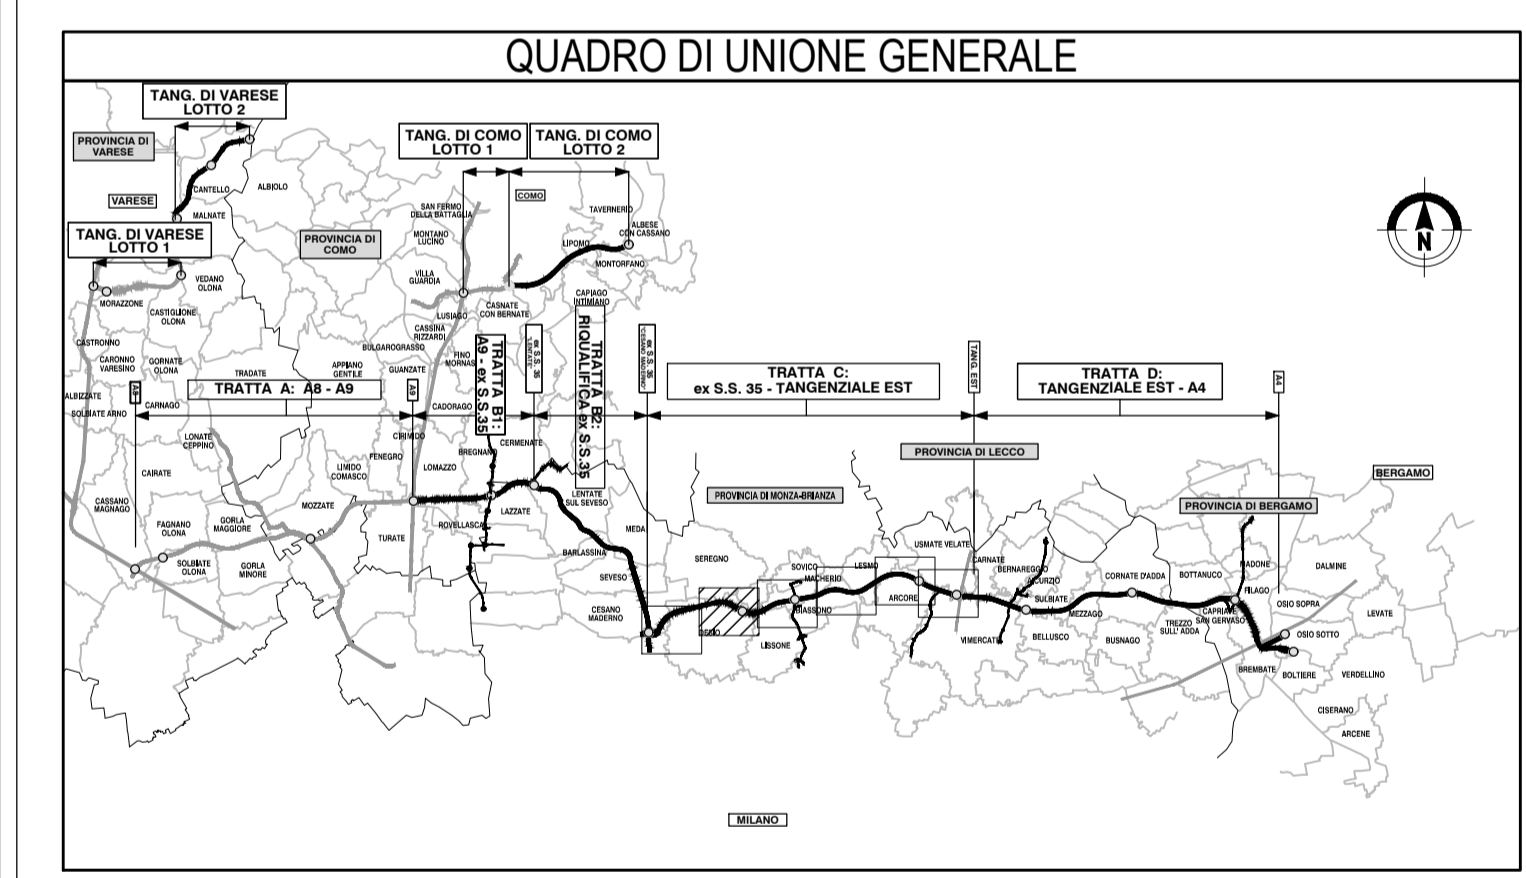 QUADRO DI UNIONE GENERALE
TANG. DI VARESE
LOTTO 2
PROVINCIA DI
VARESE
CANTELLO
ALBIOLO
VARESE
MALNATE
TANG. DI VARESE
LOTTO 1
PROVINCIA DI
COMO
TANG. DI COMO
LOTTO 1
TANG. DI COMO
LOTTO 2
COMO
SAN FERMO
DELLA BATTAGLIA
TAVERNERIO
ALBESE
CON CASSANO
MONTANO
LUCINO
LIPOMO
MONTORFANO
VILLA
GUARDIA
N
VEDANO
OLONA
MORAZZONE
CASTIGLIONE
OLONA
CAPIAGO
INTIMIANO
CASNATE
CON BERNATE
LUSIAGO
CASSINA
RIZZARDI
BULGAROGRASSO
CASTRONNO
CARONNO
VARESINO
GORNATE
OLONA
TRADATE
APPIANO
GENTILE
GUANZATE
FINO
MORNAS
TRATTA B1:
A9 - ex S.S.35
ex S.S. 35
"LENTATE"
TRATTA B2:
RIQUALIFICA ex S.S.35
ex S.S. 35
"CESANO MADERNO"
TRATTA C:
ex S.S. 35 - TANGENZIALE EST
TANG. EST
TRATTA D:
TANGENZIALE EST - A4
A4
A8
TRATTA A: A8 - A9
A9
ALBIZZATE
SOLBIATE ARNO
CARNAGO
CADORAGO
LONATE
CEPPINO
CIRIMIDO
FENEGRO
CERMENATE
BREGNANO
LOMAZZO
LIMIDO
COMASCO
CAIRATE
PROVINCIA DI LECCO
BERGAMO
PROVINCIA DI MONZA-BRIANZA
PROVINCIA DI BERGAMO
CASSANO
MAGNAGO
MOZZATE
LENTATE
SUL SEVESO
LAZZATE
ROVELLASCA
FAGNANO
OLONA
GORLA
MAGGIORE
TURATE
MEDA
BARLASSINA
SEREGNO
SOLBIATE
OLONA
GORLA
MINORE
SEVESO
CESANO
MADERNO
DESIO
LISSONE
SOVICO
MACHERIO
BIASSONO
LESMO
ARCORE
USMATE VELATE
CARNATE
BERNAREGGIO
AICURZIO
SULBIATE
MEZZAGO
CORNATE D'ADDA
BOTTANUCO
MADONE
DALMINE
FILAGO
OSIO SOPRA
LEVATE
CAPRIATE
SAN GERVASO
TREZZO
SULL' ADDA
VIMERCATE
BELLUSCO
BUSNAGO
OSIO SOTTO
BREMBATE
BOLTIERE
VERDELLINO
CISERANO
ARCENE
MILANO